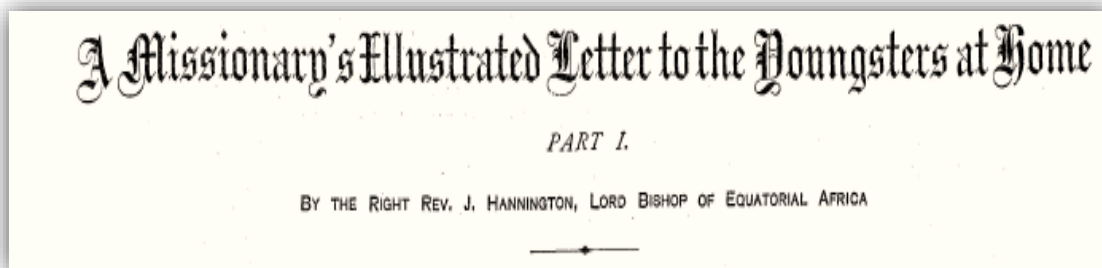 A Missionary's Illustrated Letter to the Youngsters at Home
PART I.
BY THE RIGHT REV. J. HANNINGTON, LORD BISHOP OF EQUATORIAL AFRICA